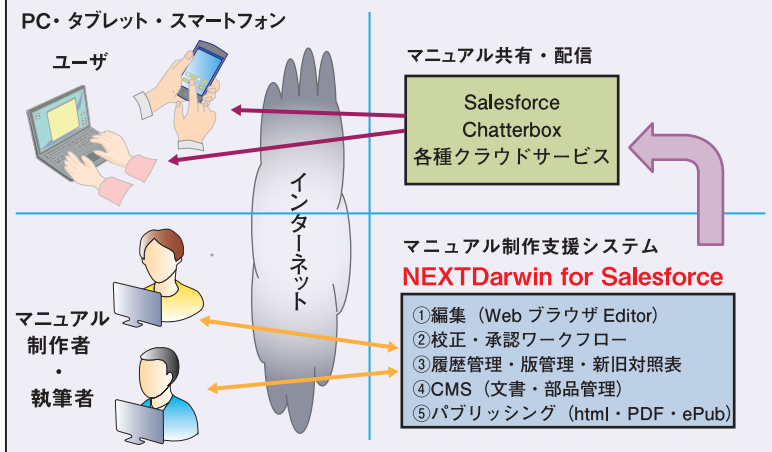 PC・タブレット・スマートフォン
ユーザ
マニュアル共有・配信
Salesforce
Chatterbox
各種クラウドサービス
インターネット
マニュアル
制作者
・
執筆者
マニュアル制作支援システム
NEXTDarwin for Salesforce
①編集（Web ブラウザ Editor）
②校正・承認ワークフロー
③履歴管理・版管理・新旧対照表
④CMS（文書・部品管理）
⑤パブリッシング（html・PDF・ePub）